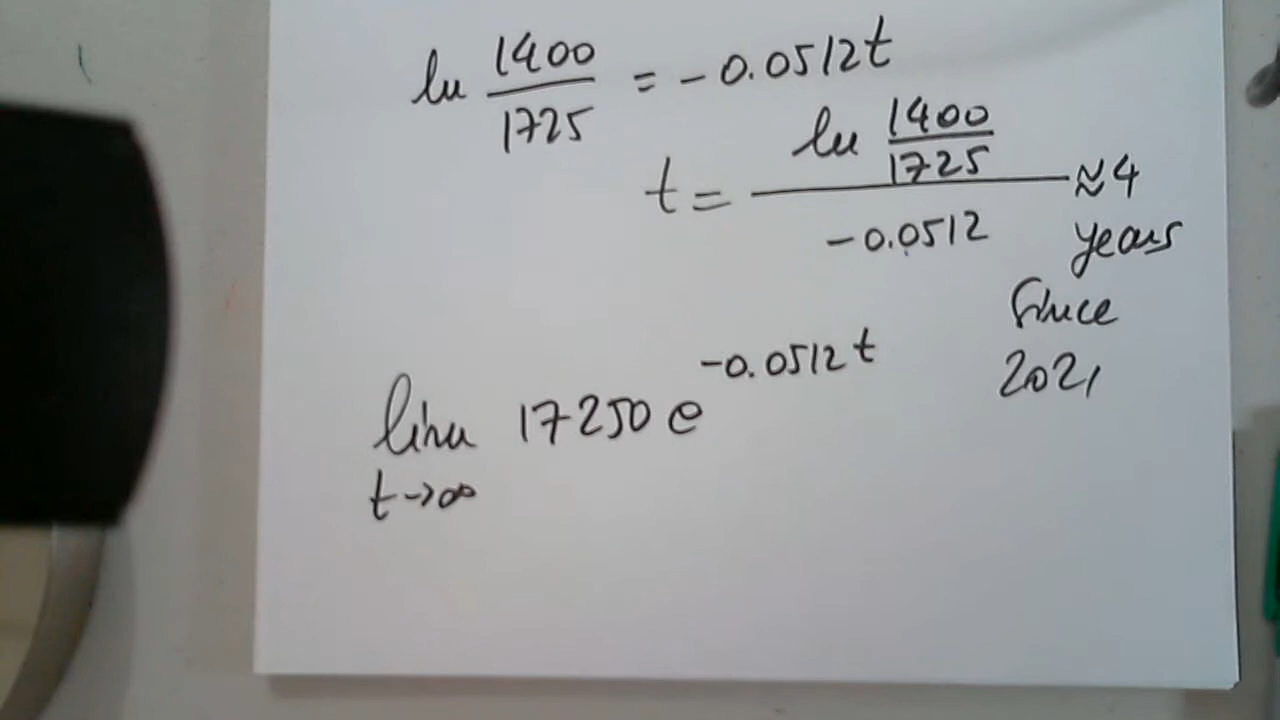 ln 1400/1725 = -0.0512t
t = ln 1400/1725 / -0.0512 ≈ 4
years
Since
2021
lim t→∞ 17250 e^-0.0512t